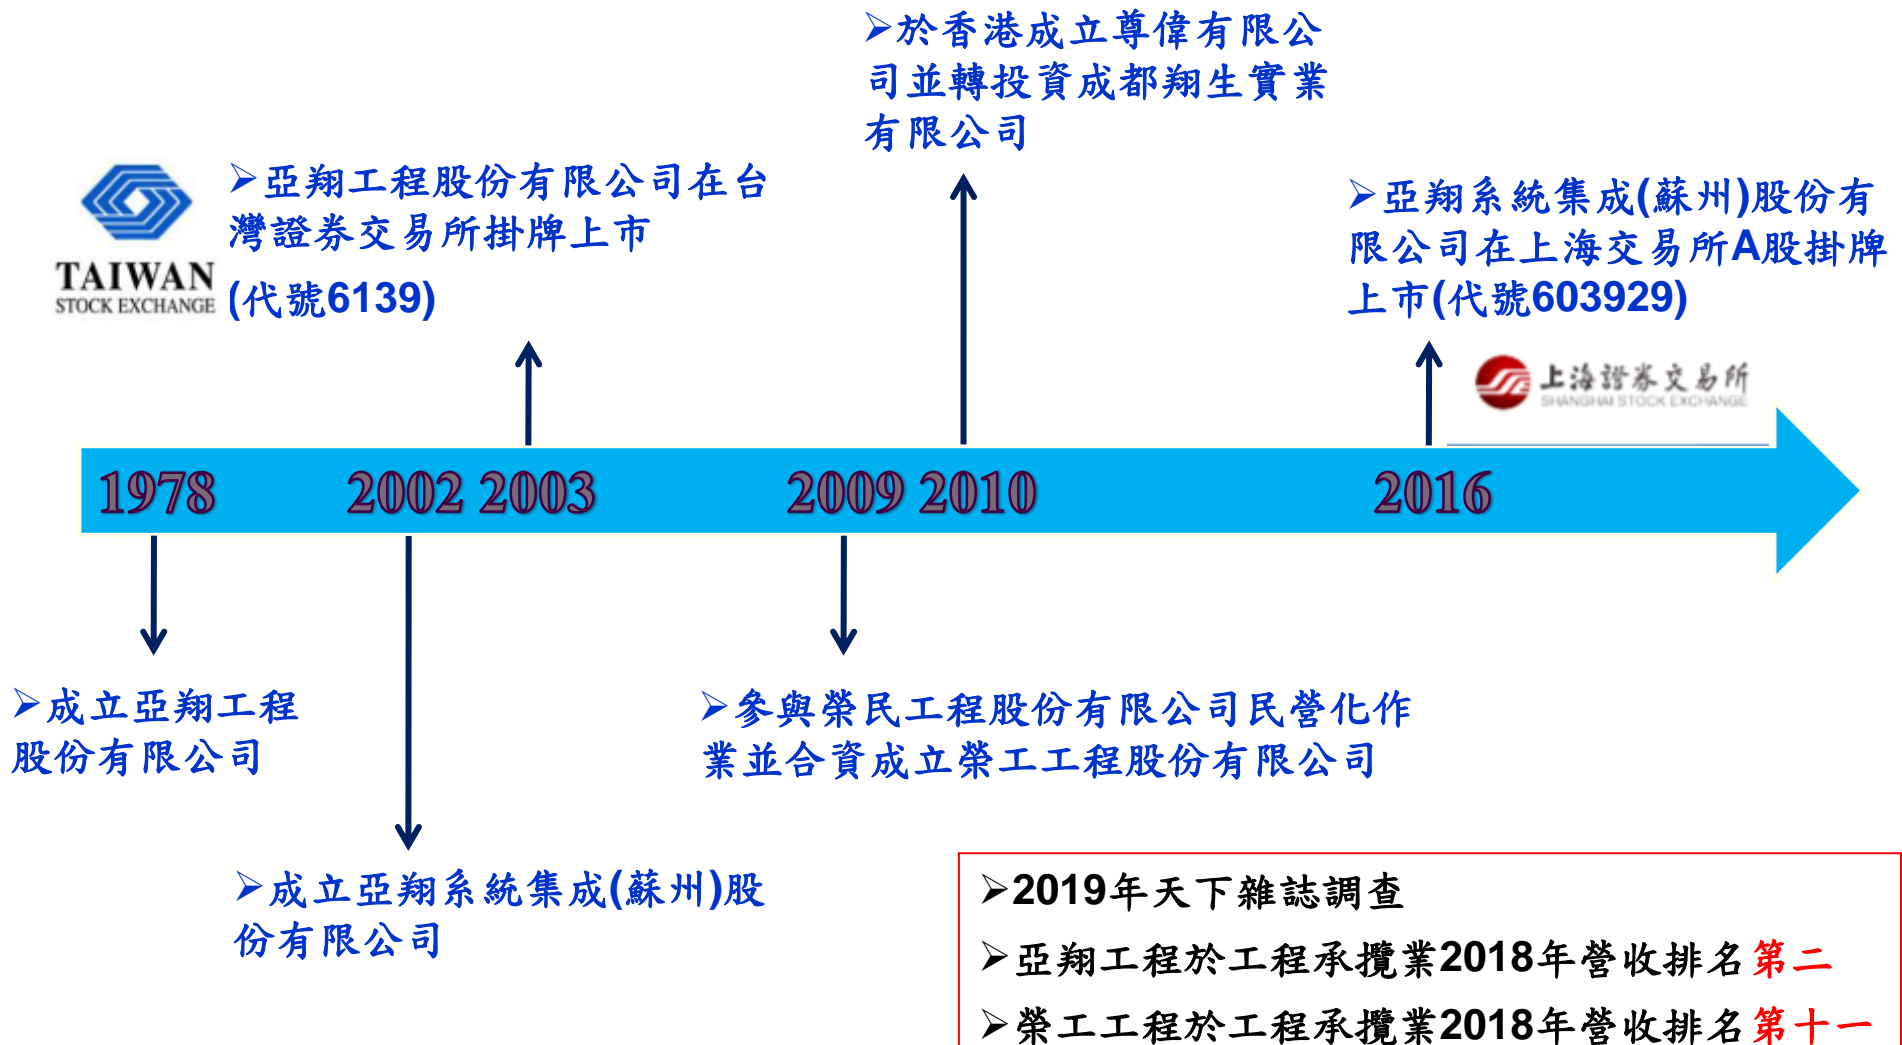 ➢於香港成立尊偉有限公
司並轉投資成都翔生實業
有限公司
TAIWAN
STOCK EXCHANGE
➢亞翔工程股份有限公司在台
灣證券交易所掛牌上市
(代號6139)
➢亞翔系統集成(蘇州)股份有
限公司在上海交易所A股掛牌
上市(代號603929)
上海證券交易所
SHANGHAI STOCK EXCHANGE
1978 2002 2003 2009 2010 2016
➢成立亞翔工程
股份有限公司
➢參與榮民工程股份有限公司民營化作
業並合資成立榮工工程股份有限公司
➢成立亞翔系統集成(蘇州)股
份有限公司
➢2019年天下雜誌調查
➢亞翔工程於工程承攬業2018年營收排名第二
➢榮工工程於工程承攬業2018年營收排名第十一